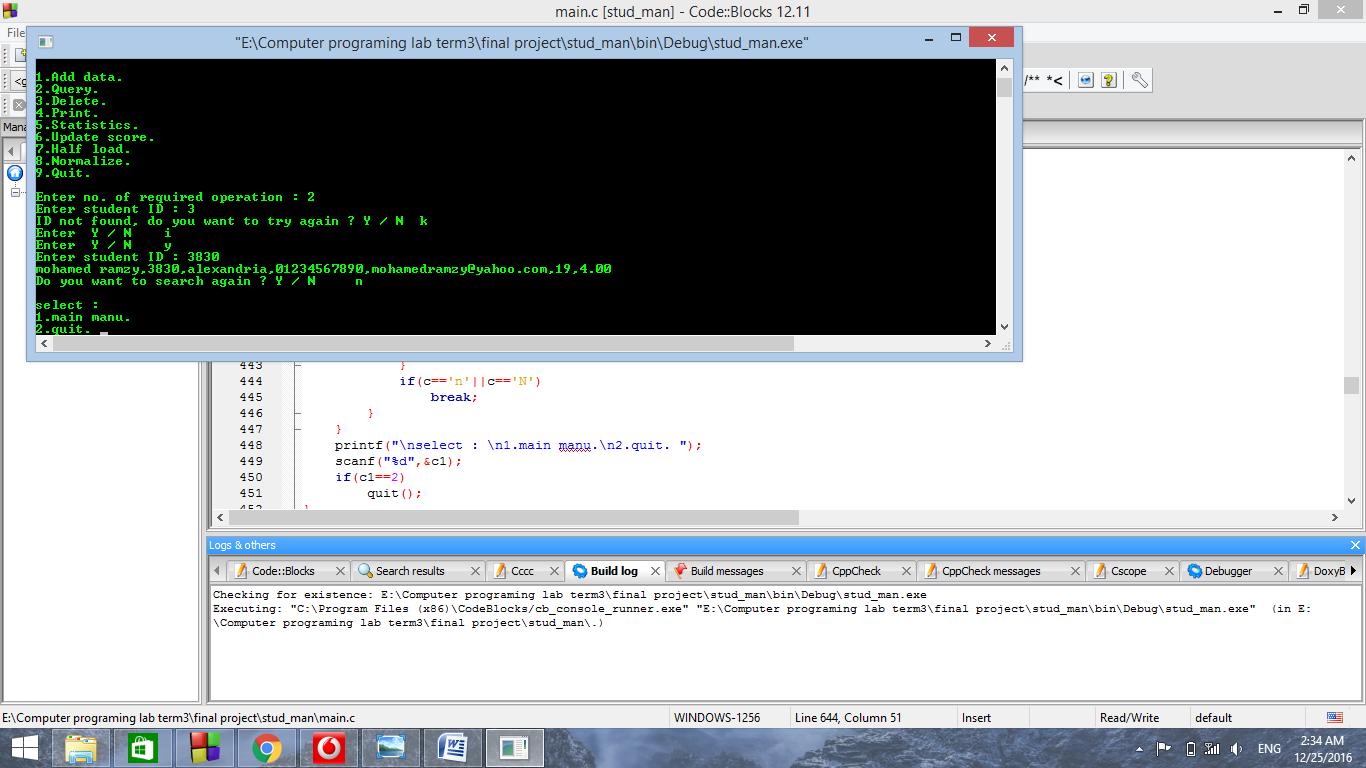 main.c [stud_man] - Code::Blocks 12.11
File
"E:\Computer programing lab term3\final project\stud_man\bin\Debug\stud_man.exe"
1.Add data.
2.Query.
3.Delete.
4.Print.
5.Statistics.
6.Update score.
7.Half load.
8.Normalize.
9.Quit.
Enter no. of required operation : 2
Enter student ID : 3
ID not found, do you want to try again ? Y / N  k
Enter  Y / N    i
Enter  Y / N    y
Enter student ID : 3830
mohamed ramzy,3830,alexandria,01234567890,mohamedramzy@yahoo.com,19,4.00
Do you want to search again ? Y / N     n
select :
1.main manu.
2.quit.
/** *<
<g
Mana
443 }
444 if(c=='n'||c=='N')
445 break;
446 }
447 }
448 printf("\nselect : \n1.main manu.\n2.quit. ");
449 scanf("%d",&c1);
450 if(c1==2)
451 quit();
452 }
Logs & others
Code::Blocks
Search results
Cccc
Build log
Build messages
CppCheck
CppCheck messages
Cscope
Debugger
DoxyB
Checking for existence: E:\Computer programing lab term3\final project\stud_man\bin\Debug\stud_man.exe
Executing: "C:\Program Files (x86)\CodeBlocks/cb_console_runner.exe" "E:\Computer programing lab term3\final project\stud_man\bin\Debug\stud_man.exe"  (in E:
\Computer programing lab term3\final project\stud_man\.)
E:\Computer programing lab term3\final project\stud_man\main.c
WINDOWS-1256
Line 644, Column 51
Insert
Read/Write
default
ENG
2:34 AM
12/25/2016